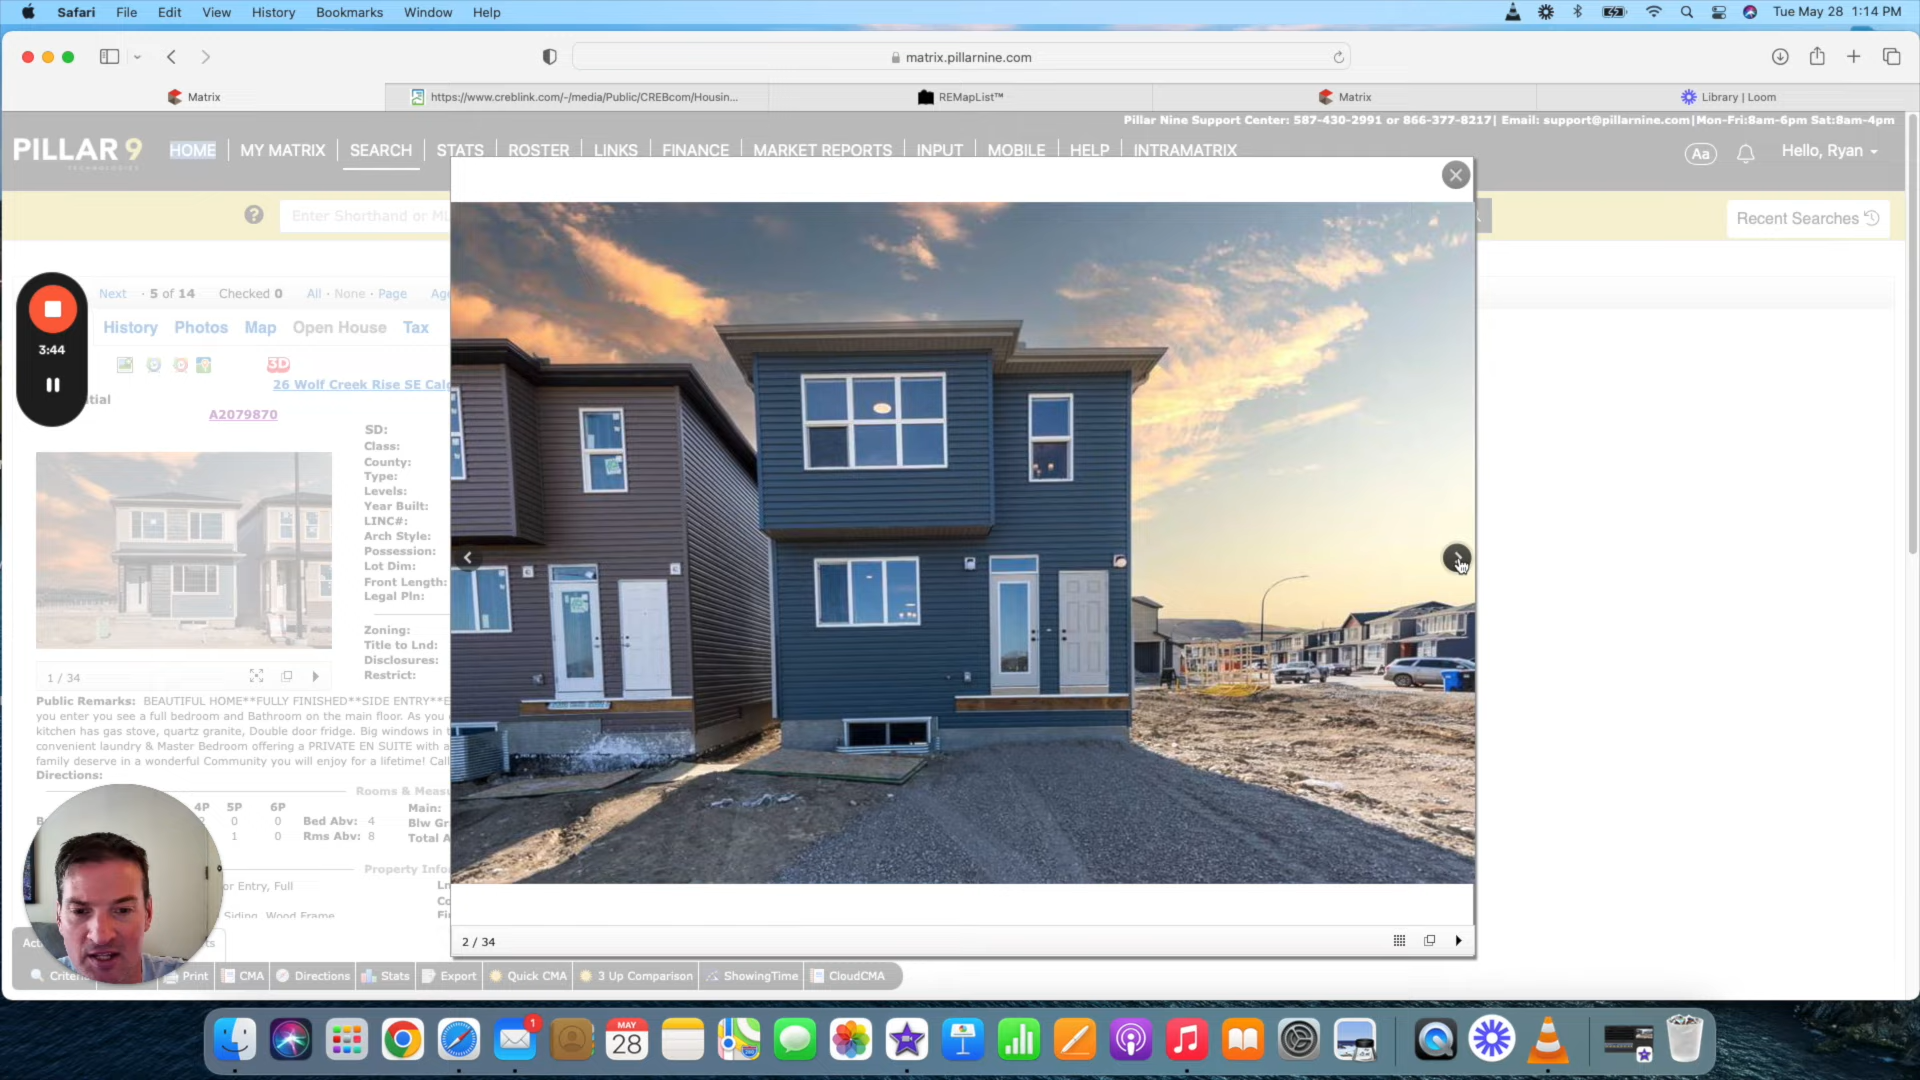 Safari File Edit View History Bookmarks Window Help
Tue May 28 1:14 PM
matrix.pillarnine.com
Matrix
https://www.creblink.com/-/media/Public/CREBcom/Housin...
REMapList™
Matrix
Library | Loom
Pillar Nine Support Center: 587-430-2991 or 866-377-8217| Email: support@pillarnine.com|Mon-Fri:8am-6pm Sat:8am-4pm
PILLAR 9
TECHNOLOGIES
HOME MY MATRIX SEARCH STATS ROSTER LINKS FINANCE MARKET REPORTS INPUT MOBILE HELP INTRAMATRIX
Aa
Hello, Ryan
? Enter Shorthand or
Recent Searches
Next · 5 of 14 Checked 0 All · None · Page
History Photos Map Open House Tax
3:44
3D
26 Wolf Creek Rise SE
A2079870
SD:
Class:
County:
Type:
Levels:
Year Built:
LINC#:
Arch Style:
Possession:
Lot Dim:
Front Length:
Legal Pln:
Zoning:
Title to Lnd:
Disclosures:
Restrict:
1 / 34
Public Remarks: BEAUTIFUL HOME**FULLY FINISHED**SIDE ENTRY**
you enter you see a full bedroom and Bathroom on the main floor. As you
kitchen has gas stove, quartz granite, Double door fridge. Big windows in
convenient laundry & Master Bedroom offering a PRIVATE EN SUITE with
family deserve in a wonderful Community you will enjoy for a lifetime!
Directions:
Rooms &
4P 5P 6P
Main:
0 0 Bed Abv: 4
1 0 Rms Abv: 8
Total
Property
Entry, Full
Siding, Wood Frame
2 / 34
Print CMA Directions Stats Export Quick CMA 3 Up Comparison ShowingTime CloudCMA
1
MAY
28